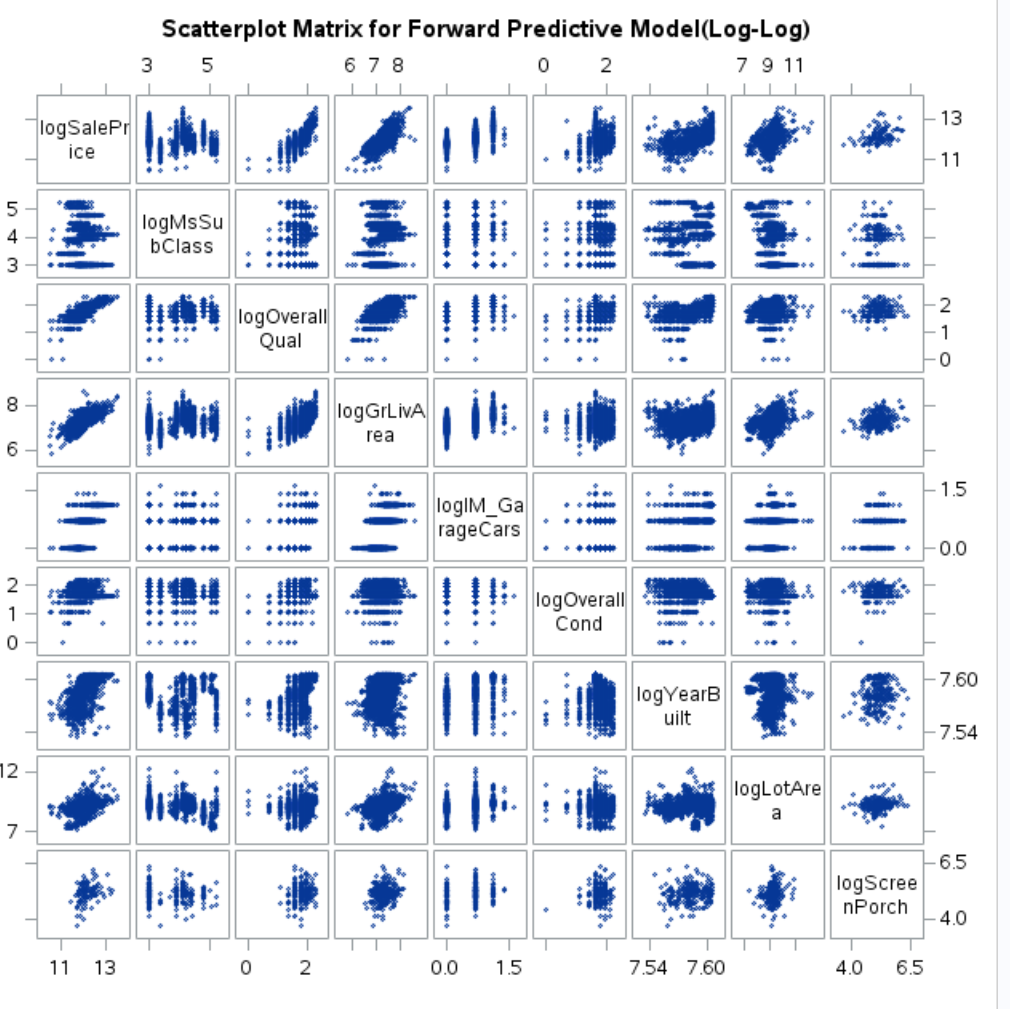 Scatterplot Matrix for Forward Predictive Model(Log-Log)
3 5 6 7 8 0 2 7 9 11
logSalePr
ice
13
11
5
4
3
logMsSu
bClass
logOverall
Qual
2
1
0
8
6
logGrLivA
rea
logIM_Ga
rageCars
1.5
0.0
2
1
0
logOverall
Cond
logYearB
uilt
7.60
7.54
12
7
logLotAre
a
logScree
nPorch
6.5
4.0
11 13 0 2 0.0 1.5 7.54 7.60 4.0 6.5